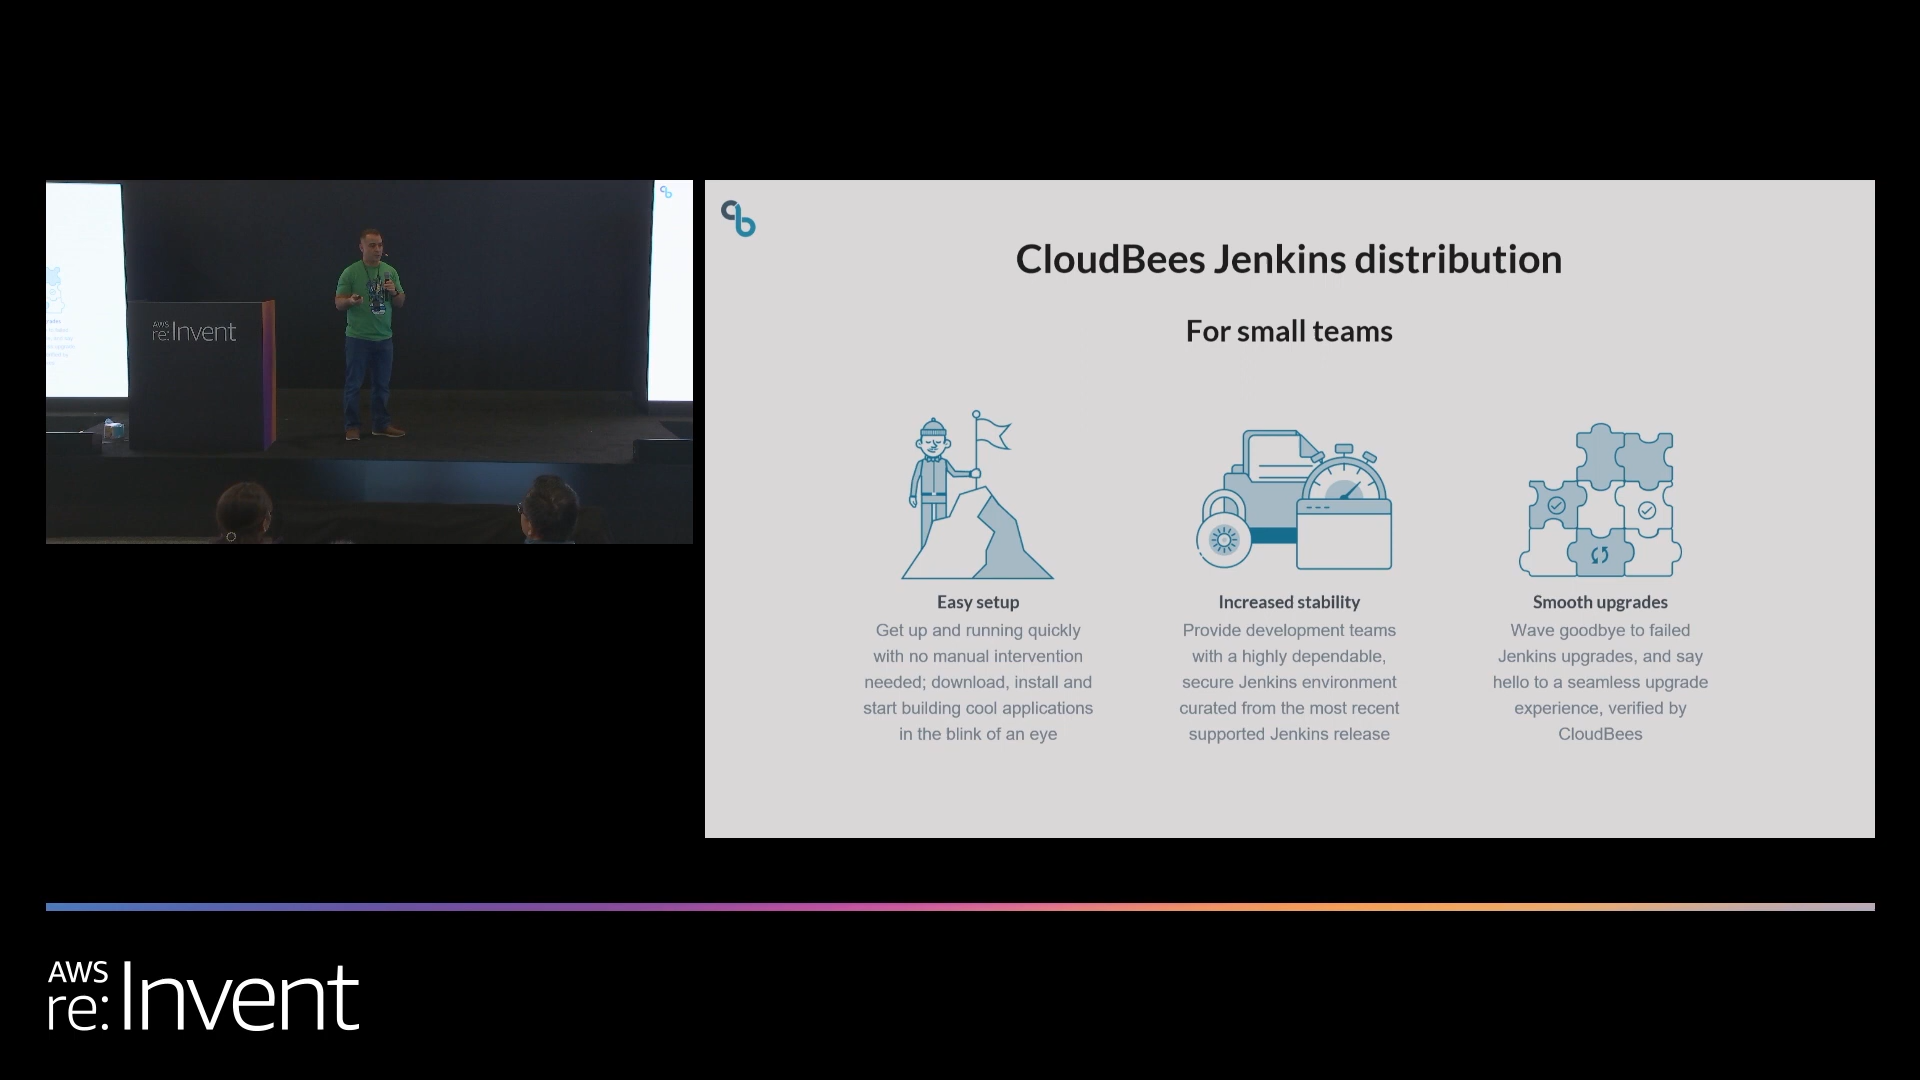 AWS
re:Invent
CloudBees Jenkins distribution
For small teams
Easy setup
Get up and running quickly
with no manual intervention
needed; download, install and
start building cool applications
in the blink of an eye
Increased stability
Provide development teams
with a highly dependable,
secure Jenkins environment
curated from the most recent
supported Jenkins release
Smooth upgrades
Wave goodbye to failed
Jenkins upgrades, and say
hello to a seamless upgrade
experience, verified by
CloudBees
AWS
re:Invent